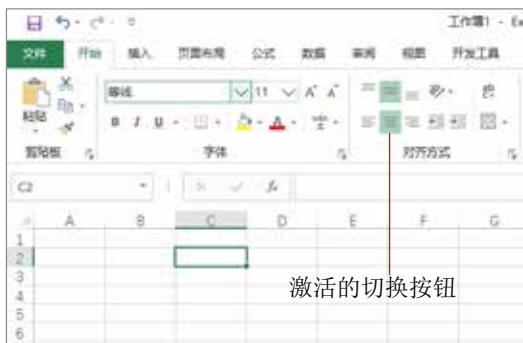 工作簿1 - Ex
文件 开始 插入 页面布局 公式 数据 审阅 视图 开发工具
等线 11 A A
粘贴 B I U A
剪贴板 字体 对齐方式
C2 fx
A B C D E F G
1
2
3
4
激活的切换按钮
5
6